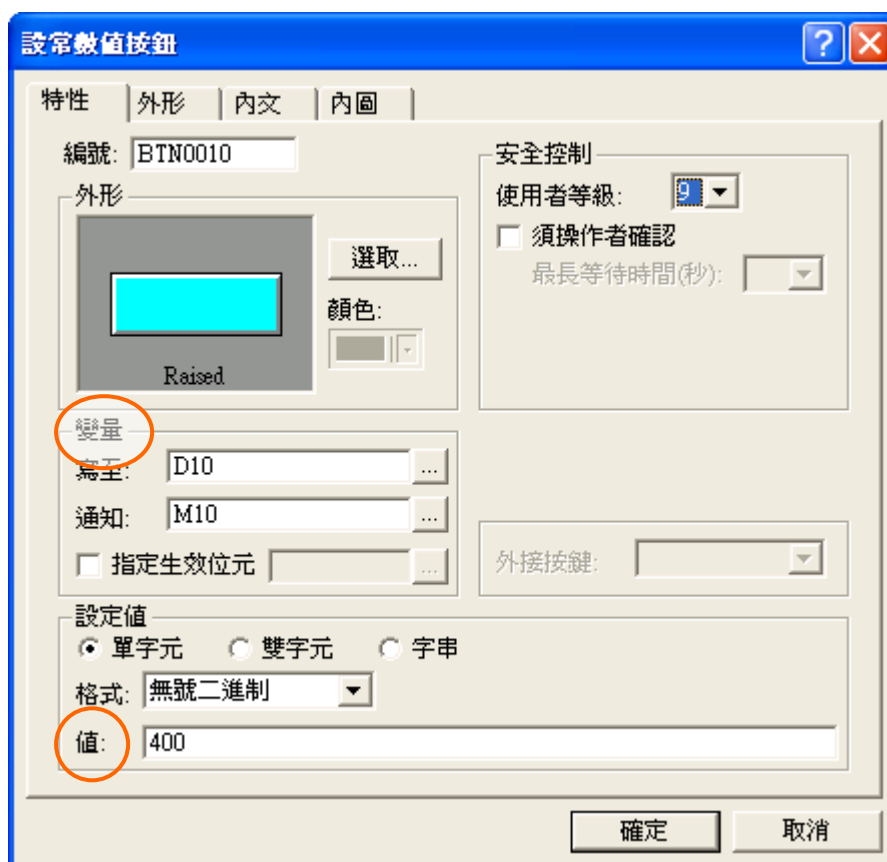 設常數值按鈕
特性 外形 內文 內圖
編號: BTN0010
外形
選取...
顏色:
Raised
安全控制
使用者等級: 9
須操作者確認
最長等待時間(秒):
變量
寫至: D10 ...
通知: M10 ...
指定生效位元 ...
外接按鍵:
設定值
單字元 雙字元 字串
格式: 無號二進制
值: 400
確定 取消